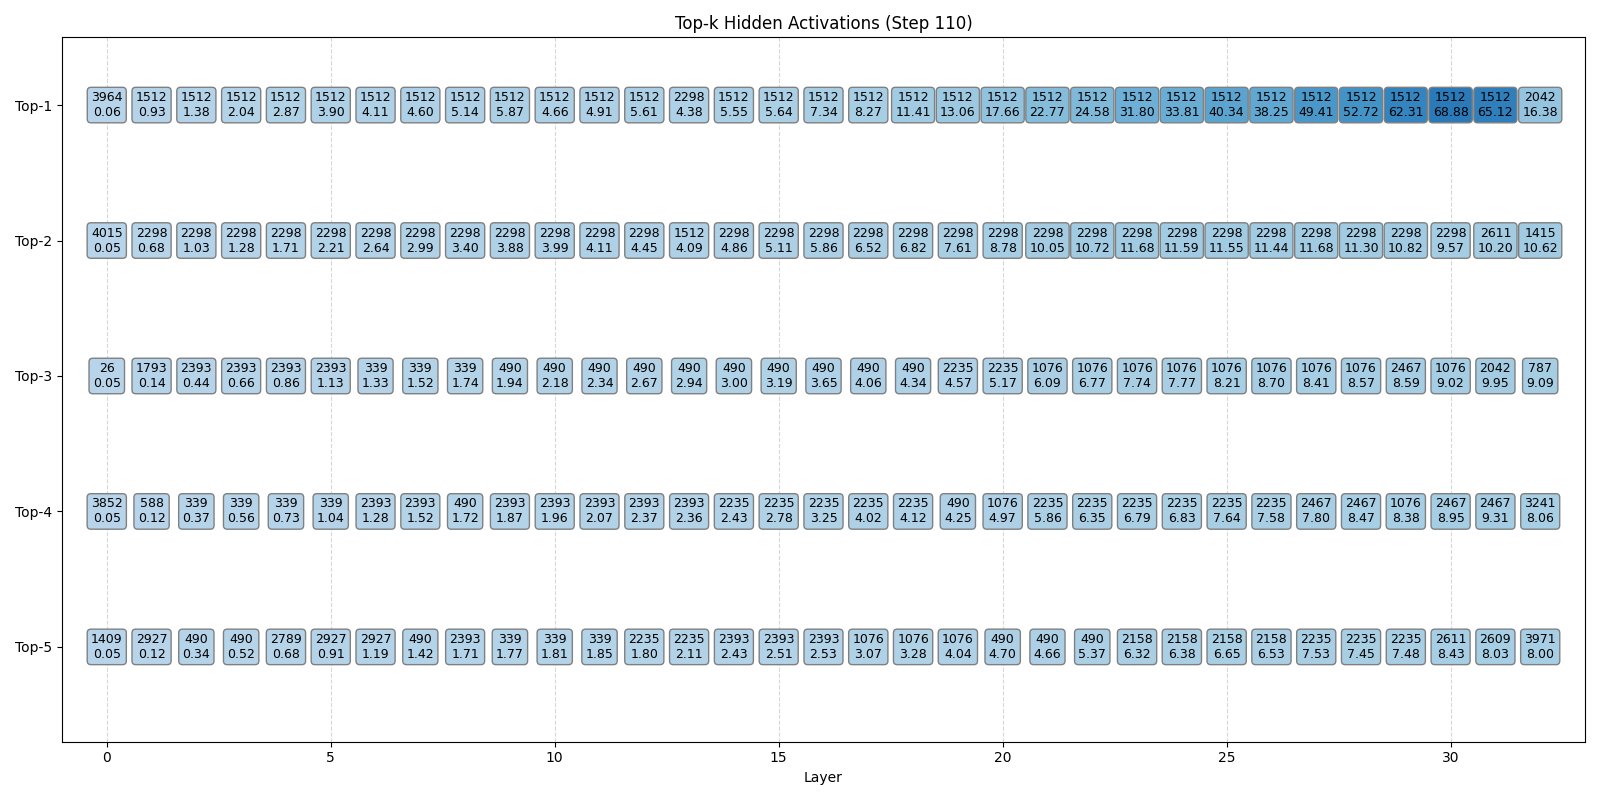 Top-k Hidden Activations (Step 110)
Top-1
3964 1512 1512 1512 1512 1512 1512 1512 1512 1512 1512 1512 1512 2298 1512 1512 1512 1512 1512 1512 1512 1512 1512 1512 1512 1512 1512 1512 1512 1512 1512 1512 2042
0.06 0.93 1.38 2.04 2.87 3.90 4.11 4.60 5.14 5.87 4.66 4.91 5.61 4.38 5.55 5.64 7.34 8.27 11.41 13.06 17.66 22.77 24.58 31.80 33.81 40.34 38.25 49.41 52.72 62.31 68.88 65.12 16.38
Top-2
4015 2298 2298 2298 2298 2298 2298 2298 2298 2298 2298 2298 2298 1512 2298 2298 2298 2298 2298 2298 2298 2298 2298 2298 2298 2298 2298 2298 2298 2298 2298 2611 1415
0.05 0.68 1.03 1.28 1.71 2.21 2.64 2.99 3.40 3.88 3.99 4.11 4.45 4.09 4.86 5.11 5.86 6.52 6.82 7.61 8.78 10.05 10.72 11.68 11.59 11.55 11.44 11.68 11.30 10.82 9.57 10.20 10.62
Top-3
26 1793 2393 2393 2393 2393 339 339 339 490 490 490 490 490 490 490 490 490 490 2235 2235 1076 1076 1076 1076 1076 1076 1076 1076 2467 1076 2042 787
0.05 0.14 0.44 0.66 0.86 1.13 1.33 1.52 1.74 1.94 2.18 2.34 2.67 2.94 3.00 3.19 3.65 4.06 4.34 4.57 5.17 6.09 6.77 7.74 7.77 8.21 8.70 8.41 8.57 8.59 9.02 9.95 9.09
Top-4
3852 588 339 339 339 339 2393 2393 490 2393 2393 2393 2393 2393 2235 2235 2235 2235 2235 490 1076 2235 2235 2235 2235 2235 2235 2467 2467 1076 2467 2467 3241
0.05 0.12 0.37 0.56 0.73 1.04 1.28 1.52 1.72 1.87 1.96 2.07 2.37 2.36 2.43 2.78 3.25 4.02 4.12 4.25 4.97 5.86 6.35 6.79 6.83 7.64 7.58 7.80 8.47 8.38 8.95 9.31 8.06
Top-5
1409 2927 490 490 2789 2927 2927 490 2393 339 339 339 2235 2235 2393 2393 2393 1076 1076 1076 490 490 490 2158 2158 2158 2158 2235 2235 2235 2611 2609 3971
0.05 0.12 0.34 0.52 0.68 0.91 1.19 1.42 1.71 1.77 1.81 1.85 1.80 2.11 2.43 2.51 2.53 3.07 3.28 4.04 4.70 4.66 5.37 6.32 6.38 6.65 6.53 7.53 7.45 7.48 8.43 8.03 8.00
0 5 10 15 20 25 30
Layer